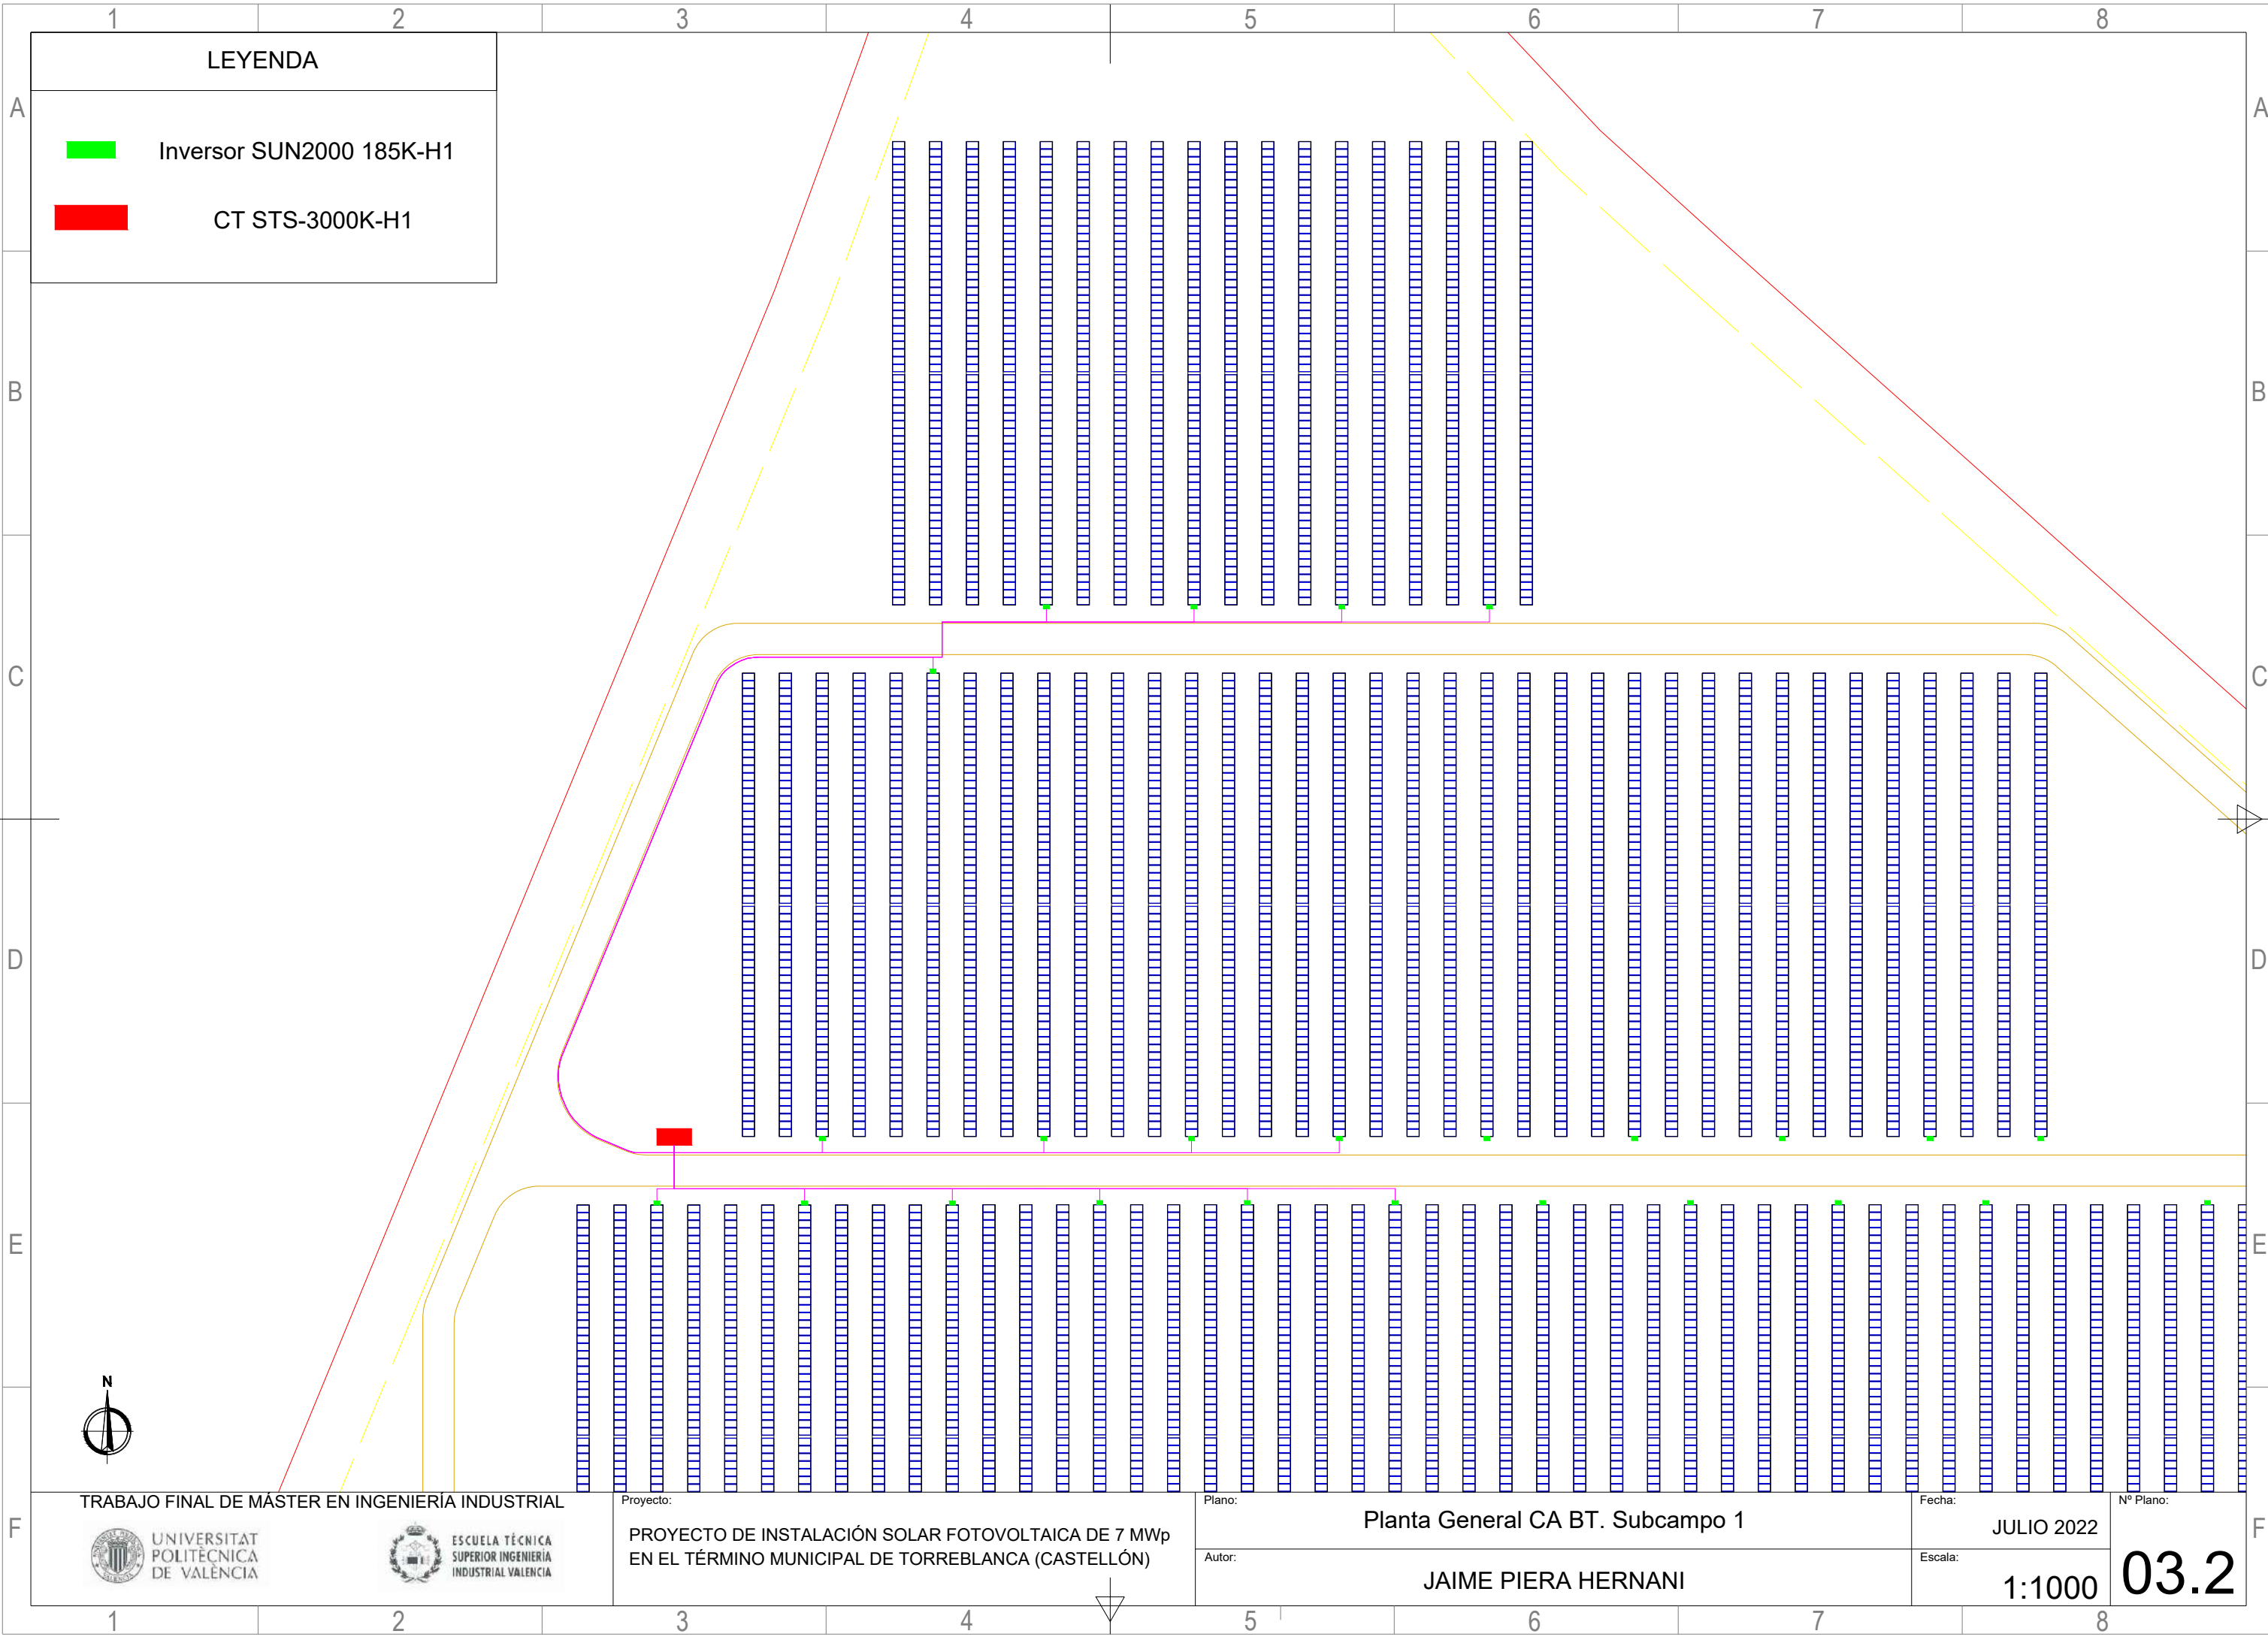 1 2 3 4 5 6 7 8
LEYENDA
A A
Inversor SUN2000 185K-H1
CT STS-3000K-H1
B B
C C
D D
E E
N
TRABAJO FINAL DE MÁSTER EN INGENIERÍA INDUSTRIAL
UNIVERSITAT
POLITÈCNICA
DE VALÈNCIA
ESCUELA TÉCNICA
SUPERIOR INGENIERÍA
INDUSTRIAL VALENCIA
Proyecto:
PROYECTO DE INSTALACIÓN SOLAR FOTOVOLTAICA DE 7 MWp
EN EL TÉRMINO MUNICIPAL DE TORREBLANCA (CASTELLÓN)
Plano:
Planta General CA BT. Subcampo 1
Autor:
JAIME PIERA HERNANI
Fecha:
JULIO 2022
Escala:
1:1000
Nº Plano:
03.2
F F
1 2 3 4 5 6 7 8